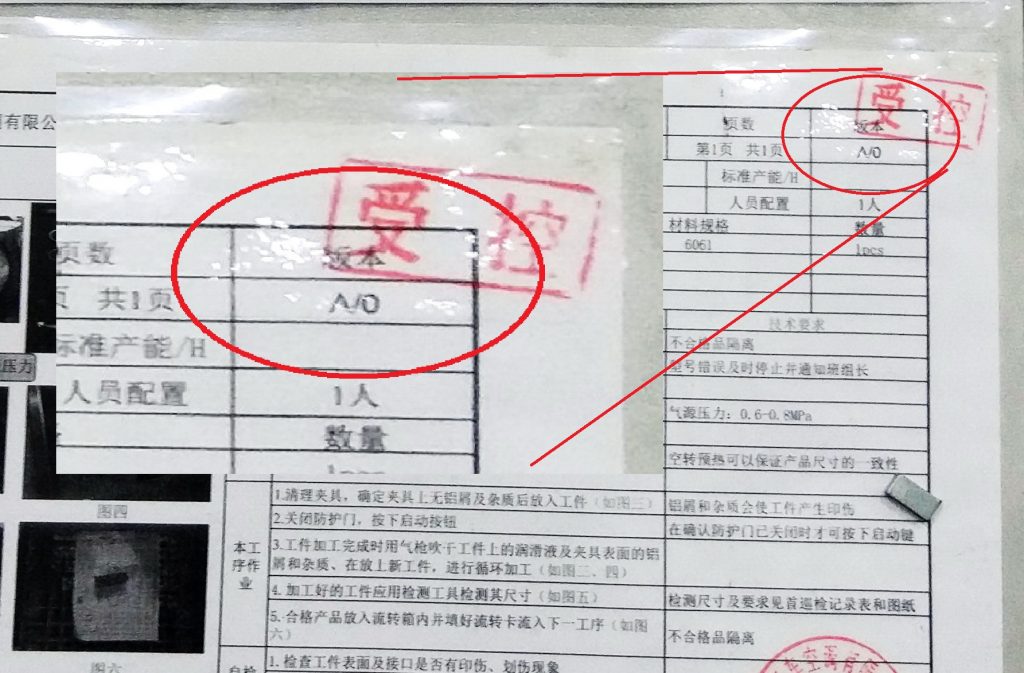 有限公
受控
页数 版本
第1页 共1页 A/0
标准产能/H
人员配置 1人
材料规格 数量
6061 1pcs
技术要求
不合格品隔离
型号错误及时停止并通知班组长
气源压力：0.6-0.8MPa
空转预热可以保证产品尺寸的一致性
受控
页数 版本
页 共1页 A/0
标准产能/H
人员配置 1人
数量
1pcs
压力
图四
图六
本工序作业
1.清理夹具，确定夹具上无铝屑及杂质后放入工件（如图三） 铝屑和杂质会使工件产生印伤
2.关闭防护门，按下启动按钮 在确认防护门已关闭时才可按下启动键
3.工件加工完成时用气枪吹干工件上的润滑液及夹具表面的铝
屑和杂质、在放上新工件，进行循环加工（如图三、四）
4.加工好的工件应用检测工具检测其尺寸（如图五） 检测尺寸及要求见首巡检记录表和图纸
5.合格产品放入流转箱内并填好流转卡流入下一工序（如图
六） 不合格品隔离
自检
1.检查工件表面及接口是否有印伤、划伤现象
空 有限